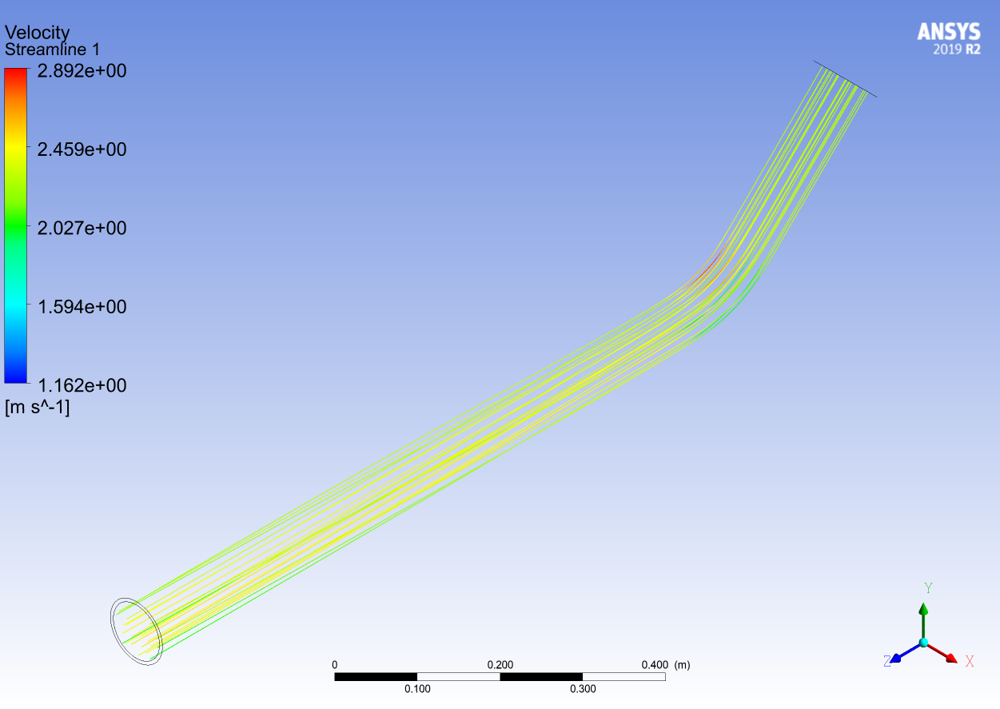 Velocity
Streamline 1
2.892e+00
2.459e+00
2.027e+00
1.594e+00
1.162e+00
[m s^-1]
ANSYS
2019 R2
0 0.200 0.400 (m)
0.100 0.300
Y
Z X